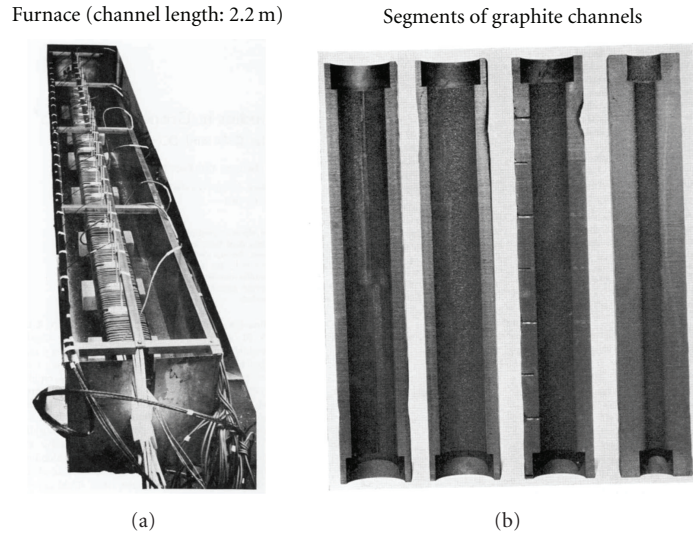 Furnace (channel length: 2.2 m)
Segments of graphite channels
(a)
(b)